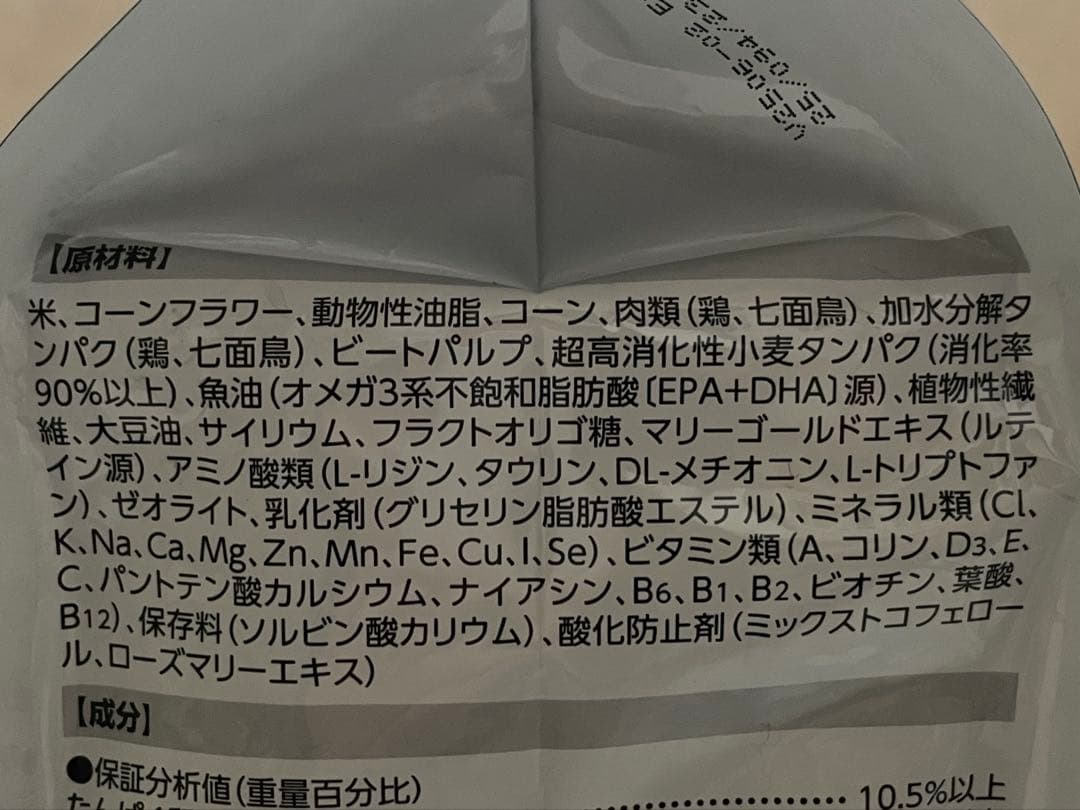 【原材料】
米、コーンフラワー、動物性油脂、コーン、肉類(鶏、七面鳥)、加水分解タ
ンパク(鶏、七面鳥)、ビートパルプ、超高消化性小麦タンパク(消化率
90%以上)、魚油(オメガ3系不飽和脂肪酸〔EPA+DHA〕源)、植物性繊
維、大豆油、サイリウム、フラクトオリゴ糖、マリーゴールドエキス(ルテ
イン源)、アミノ酸類(L-リジン、タウリン、DL-メチオニン、L-トリプトファ
ン)、ゼオライト、乳化剤(グリセリン脂肪酸エステル)、ミネラル類(Cl、
K、Na、Ca、Mg、Zn、Mn、Fe、Cu、I、Se)、ビタミン類(A、コリン、D3、E、
C、パントテン酸カルシウム、ナイアシン、B6、B1、B2、ビオチン、葉酸、
B12)、保存料(ソルビン酸カリウム)、酸化防止剤(ミックストコフェロー
ル、ローズマリーエキス)
【成分】
●保証分析値(重量百分比)
たんぱ 10.5%以上